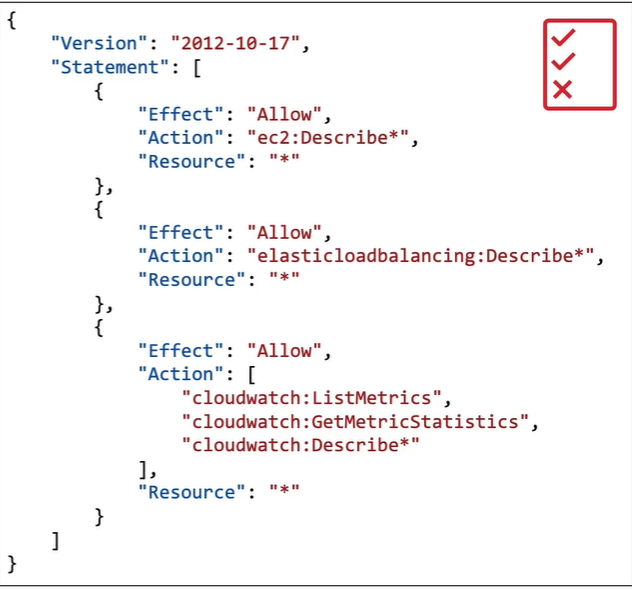 {
    "Version": "2012-10-17",
    "Statement": [
        {
            "Effect": "Allow",
            "Action": "ec2:Describe*",
            "Resource": "*"
        },
        {
            "Effect": "Allow",
            "Action": "elasticloadbalancing:Describe*",
            "Resource": "*"
        },
        {
            "Effect": "Allow",
            "Action": [
                "cloudwatch:ListMetrics",
                "cloudwatch:GetMetricStatistics",
                "cloudwatch:Describe*"
            ],
            "Resource": "*"
        }
    ]
}